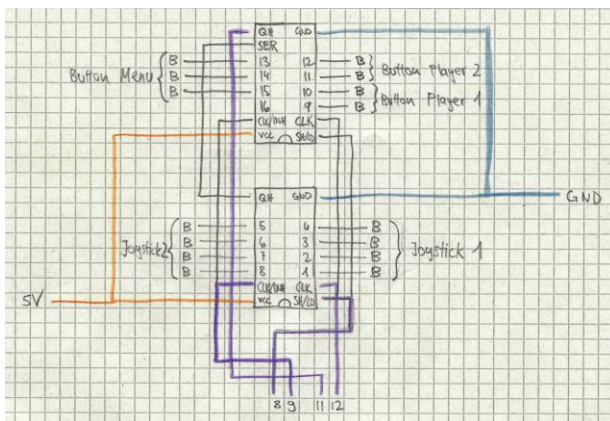 QH GND
SER
B 13 12 B
Button Menu B 14 11 B Button Player 2
B 15 10 B
16 9 B Button Player 1
CLK/INH CLK
VCC SH/LD
QH GND
GND
B 5 4 B
Joystick2 B 6 3 B Joystick 1
B 7 2 B
B 8 1 B
CLK/INH CLK
5V VCC SH/LD
8 9 11 12